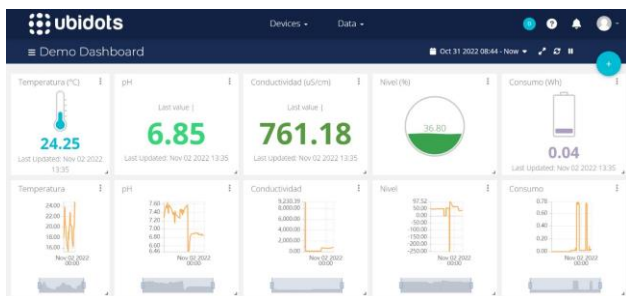 ubidots
Devices
Data
Demo Dashboard
Oct 31 2022 08:44 - Now
Temperatura (°C)
24.25
Last Updated: Nov 02 2022
13:35
pH
Last value |
6.85
Last Updated: Nov 02 2022 13:35
Conductividad (uS/cm)
Last value |
761.18
Last Updated: Nov 02 2022 13:35
Nivel (%)
36.80
Consumo (Wh)
0.04
Last Updated: Nov 02 2022
13:35
Temperatura
24.00
22.00
20.00
18.00
16.00
Nov 02 2022
00:00
pH
7.60
7.40
7.20
7.00
6.80
6.60
6.46
Nov 02 2022
00:00
Conductividad
9,230.39
8,000.00
6,000.00
4,000.00
2,000.00
0.00
Nov 02 2022
00:00
Nivel
97.52
50.00
0.00
-50.00
-100.00
-150.00
-200.00
-250.00
Nov 02 2022
00:00
Consumo
0.78
0.60
0.40
0.20
0.00
Nov 02 2022
00:00